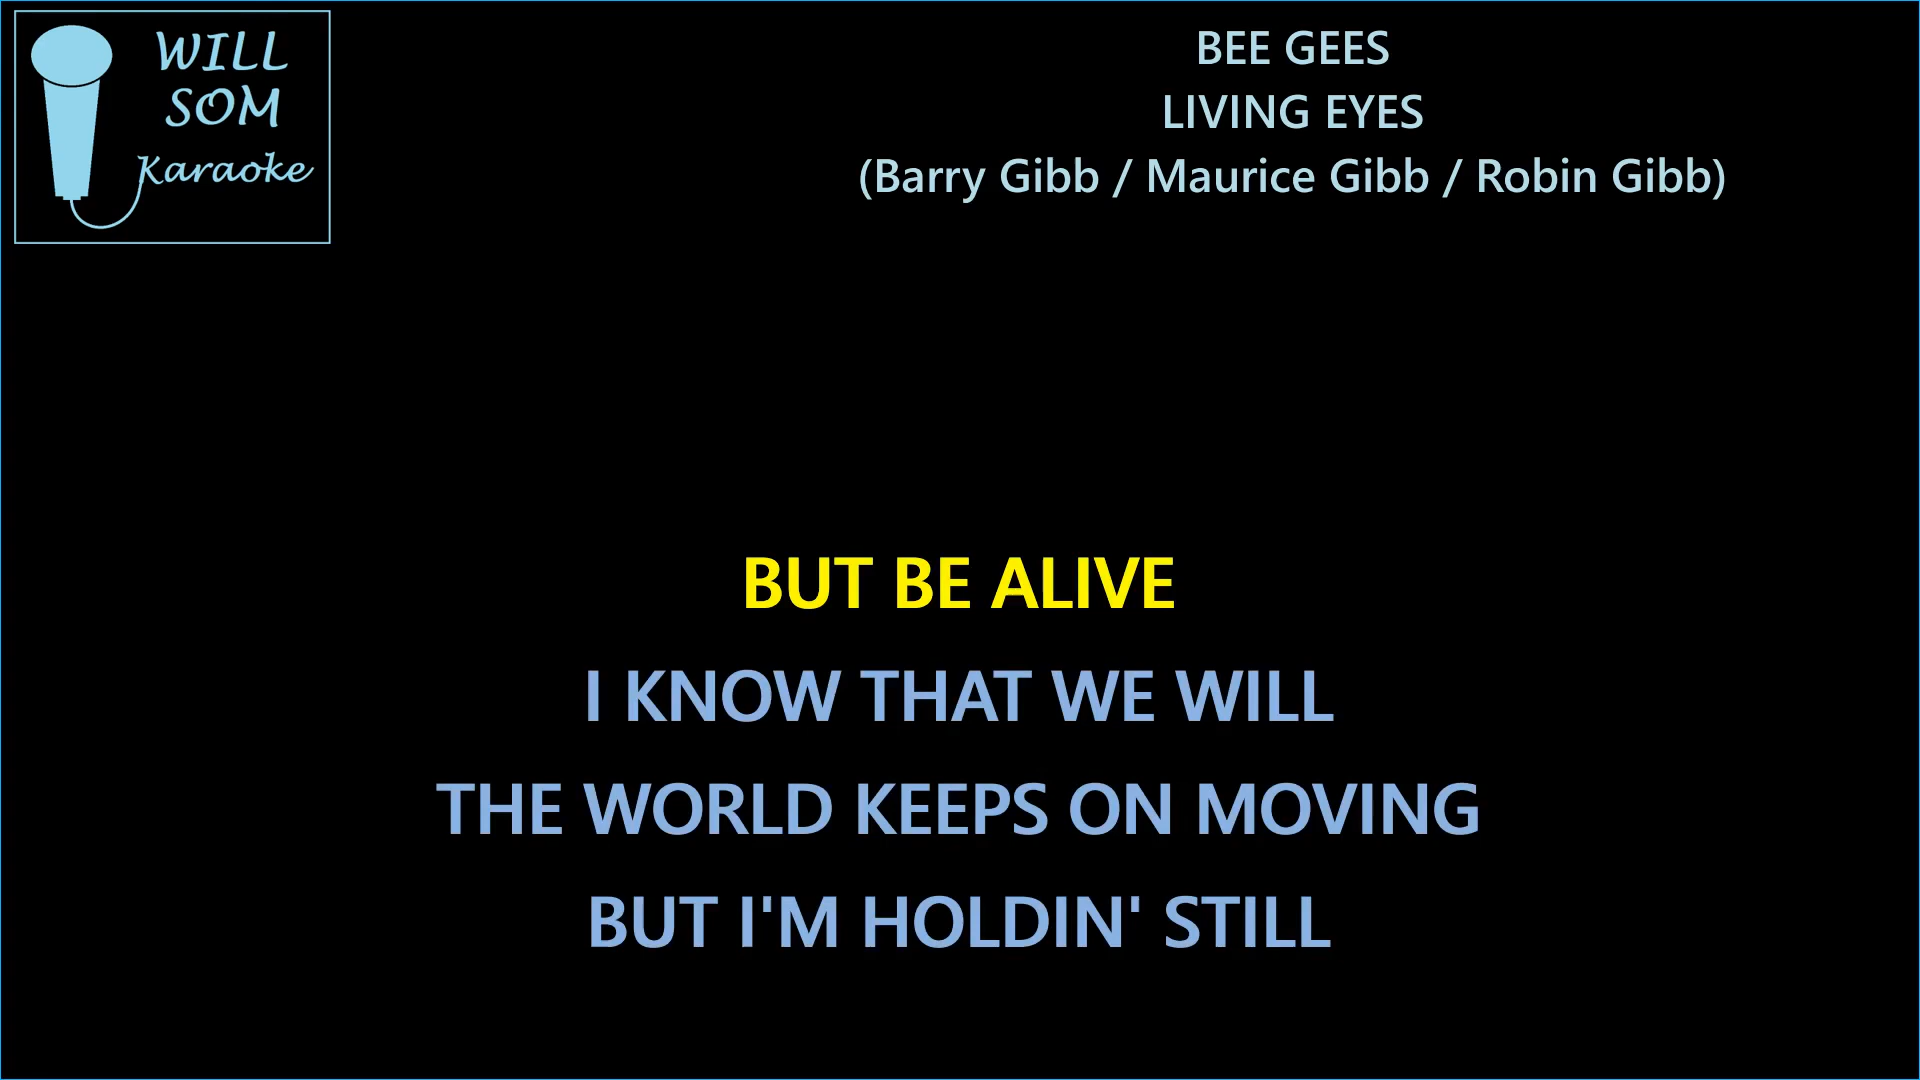 WILL
SOM
Karaoke
BEE GEES
LIVING EYES
(Barry Gibb / Maurice Gibb / Robin Gibb)
BUT BE ALIVE
I KNOW THAT WE WILL
THE WORLD KEEPS ON MOVING
BUT I'M HOLDIN' STILL